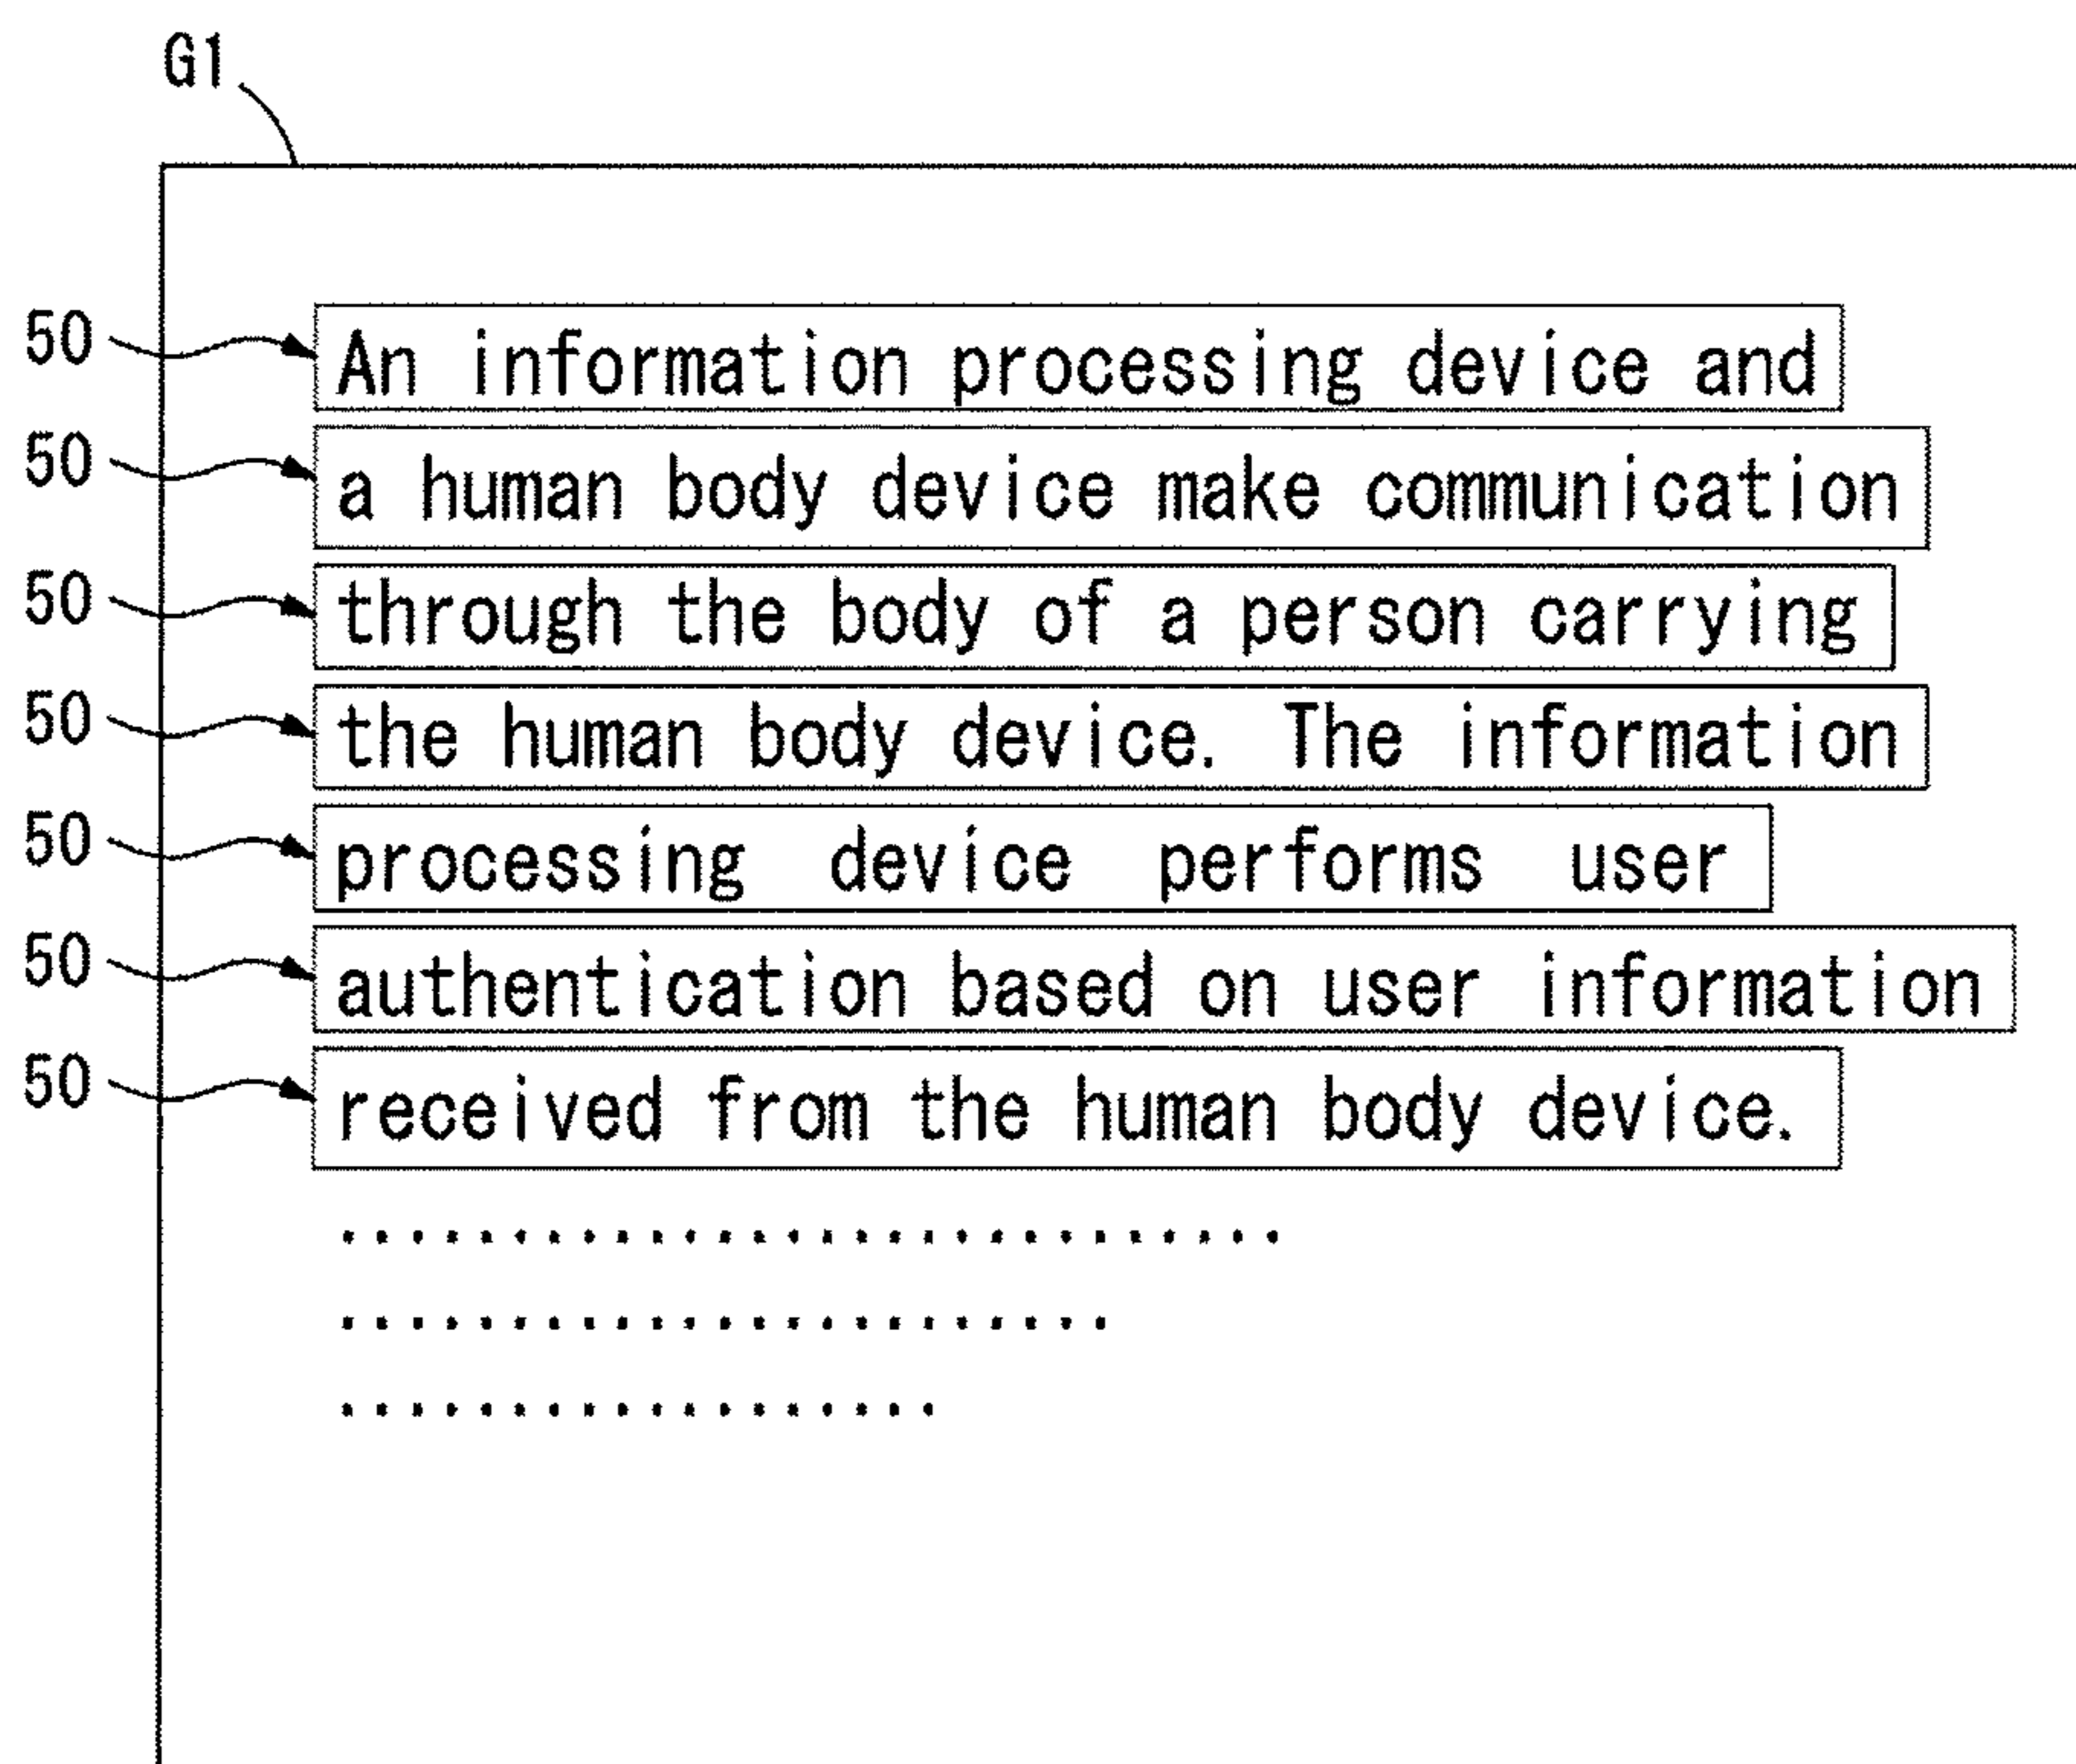 G1
50 An information processing device and
50 a human body device make communication
50 through the body of a person carrying
50 the human body device. The information
50 processing device performs user
50 authentication based on user information
50 received from the human body device.
............................
.......................
..................